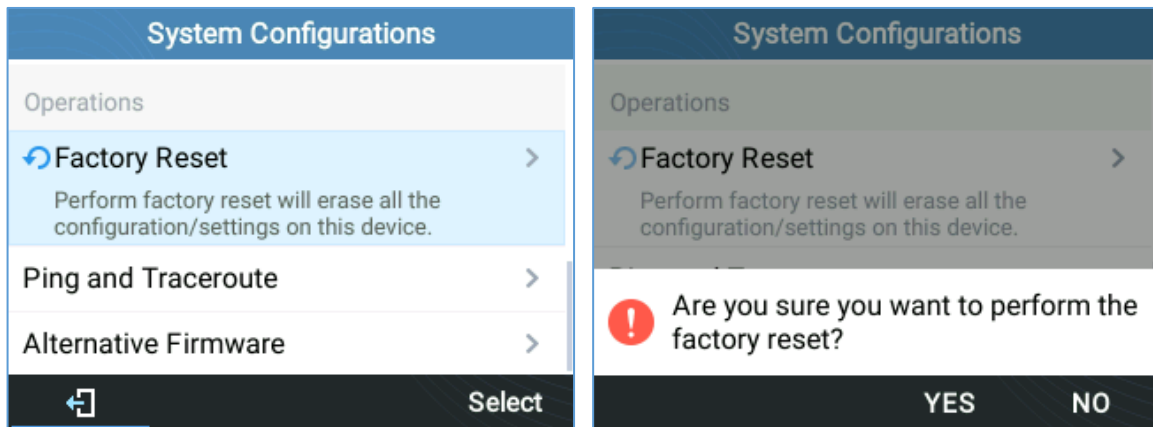 System Configurations
Operations
Factory Reset
Perform factory reset will erase all the
configuration/settings on this device.
Ping and Traceroute
Alternative Firmware
Select
System Configurations
Operations
Factory Reset
Perform factory reset will erase all the
configuration/settings on this device.
Are you sure you want to perform the
factory reset?
YES NO